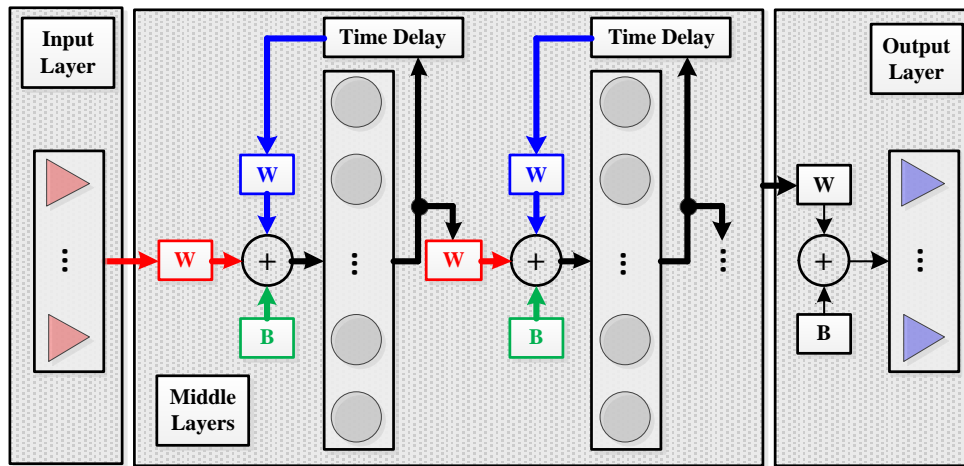 Input
Layer
Time Delay
Time Delay
Output
Layer
W
W
W
+
+
+
W
W
...
...
...
...
...
...
B
B
B
Middle
Layers